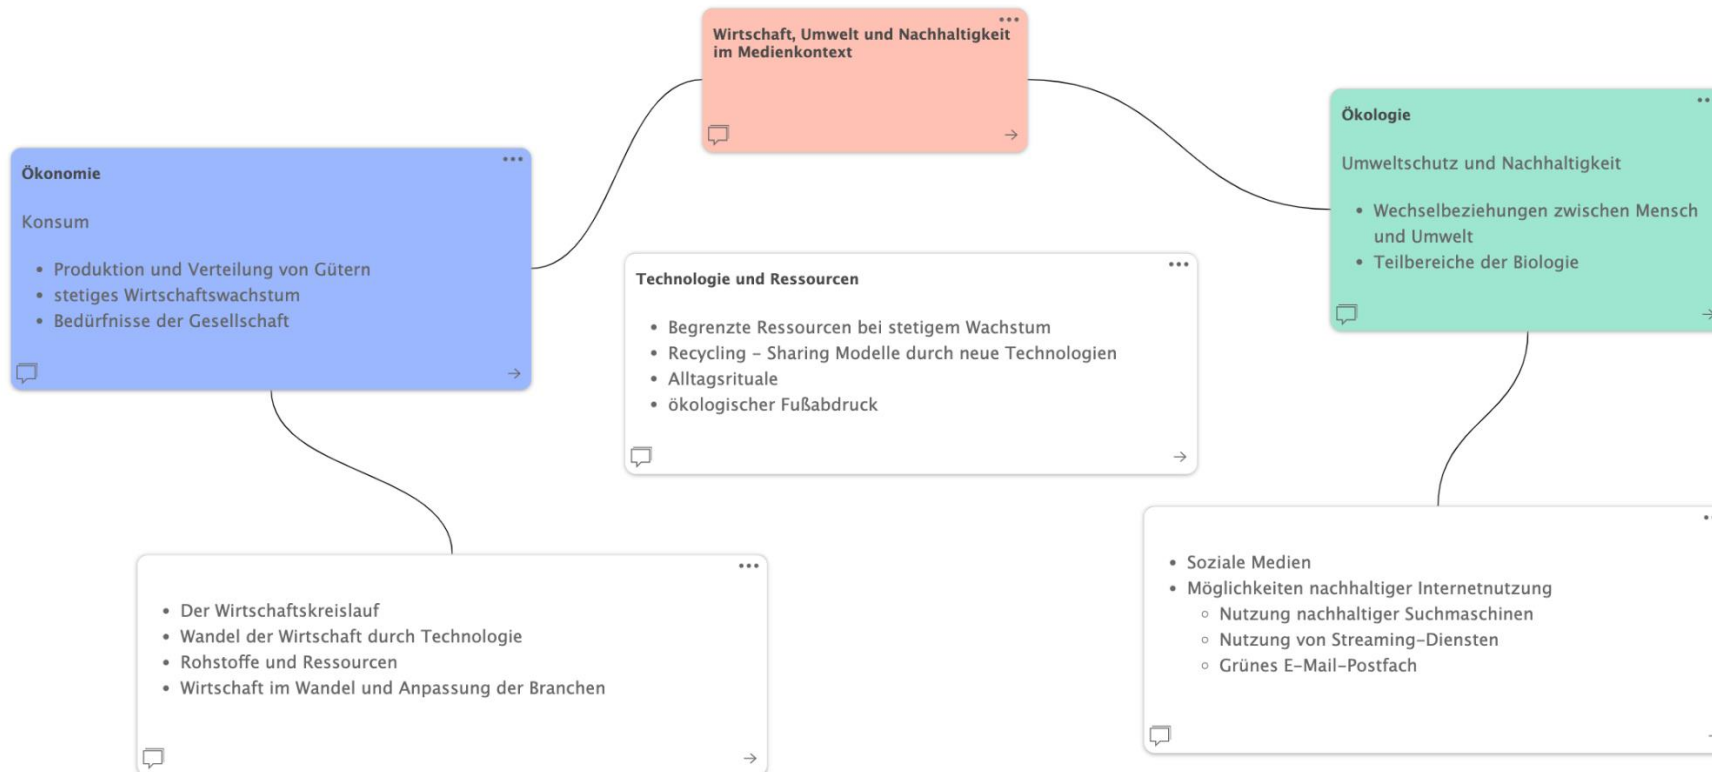 Wirtschaft, Umwelt und Nachhaltigkeit
im Medienkontext
Ökonomie
Konsum
• Produktion und Verteilung von Gütern
• stetiges Wirtschaftswachstum
• Bedürfnisse der Gesellschaft
Technologie und Ressourcen
• Begrenzte Ressourcen bei stetigem Wachstum
• Recycling – Sharing Modelle durch neue Technologien
• Alltagsrituale
• ökologischer Fußabdruck
Ökologie
Umweltschutz und Nachhaltigkeit
• Wechselbeziehungen zwischen Mensch
und Umwelt
• Teilbereiche der Biologie
• Der Wirtschaftskreislauf
• Wandel der Wirtschaft durch Technologie
• Rohstoffe und Ressourcen
• Wirtschaft im Wandel und Anpassung der Branchen
• Soziale Medien
• Möglichkeiten nachhaltiger Internetnutzung
◦ Nutzung nachhaltiger Suchmaschinen
◦ Nutzung von Streaming-Diensten
◦ Grünes E-Mail-Postfach